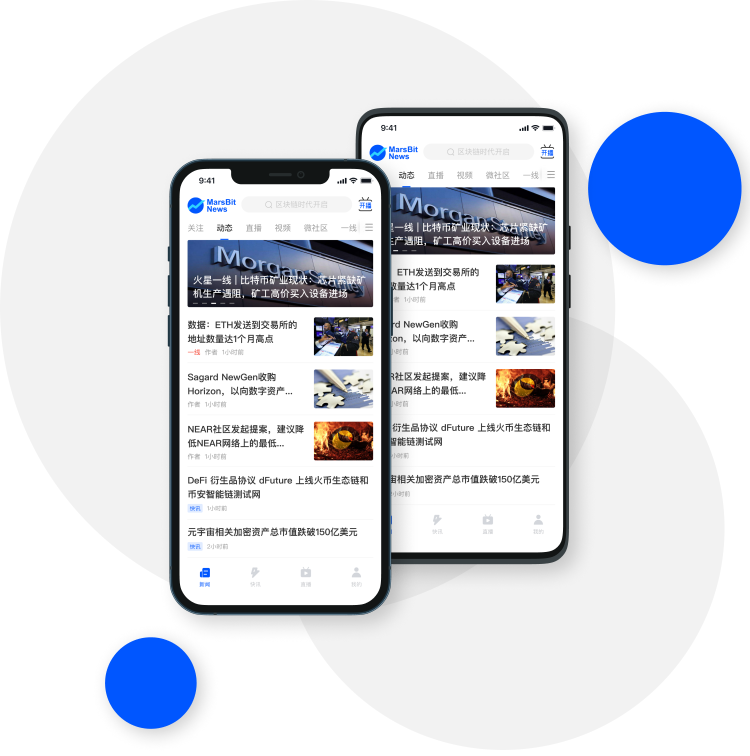 9:41
MarsBit
News
区块链时代开启
开播
关注 动态 直播 视频 微社区 一线
Morgan S
火星一线 | 比特币矿业现状：芯片紧缺矿
机生产遇阻，矿工高价买入设备进场
数据：ETH发送到交易所的
地址数量达1个月高点
一线 作者 1小时前
Sagard NewGen收购
Horizon，以向数字资产...
作者 1小时前
NEAR社区发起提案，建议降
低NEAR网络上的最低...
作者 1小时前
DeFi 衍生品协议 dFuture 上线火币生态链和
币安智能链测试网
快讯 1小时前
元宇宙相关加密资产总市值跌破150亿美元
快讯 2小时前
新闻 快讯 直播 我的
9:41
MarsBit
News
区块链时代开启
开播
动态 直播 视频 微社区 一线
Morgan S
一线 | 比特币矿业现状：芯片紧缺矿
产遇阻，矿工高价买入设备进场
ETH发送到交易所的
数量达1个月高点
者 1小时前
rd NewGen收购
on，以向数字资产...
小时前
R社区发起提案，建议降
AR网络上的最低...
小时前
衍生品协议 dFuture 上线火币生态链和
智能链测试网
小时前
宙相关加密资产总市值跌破150亿美元
小时前
快讯 直播 我的